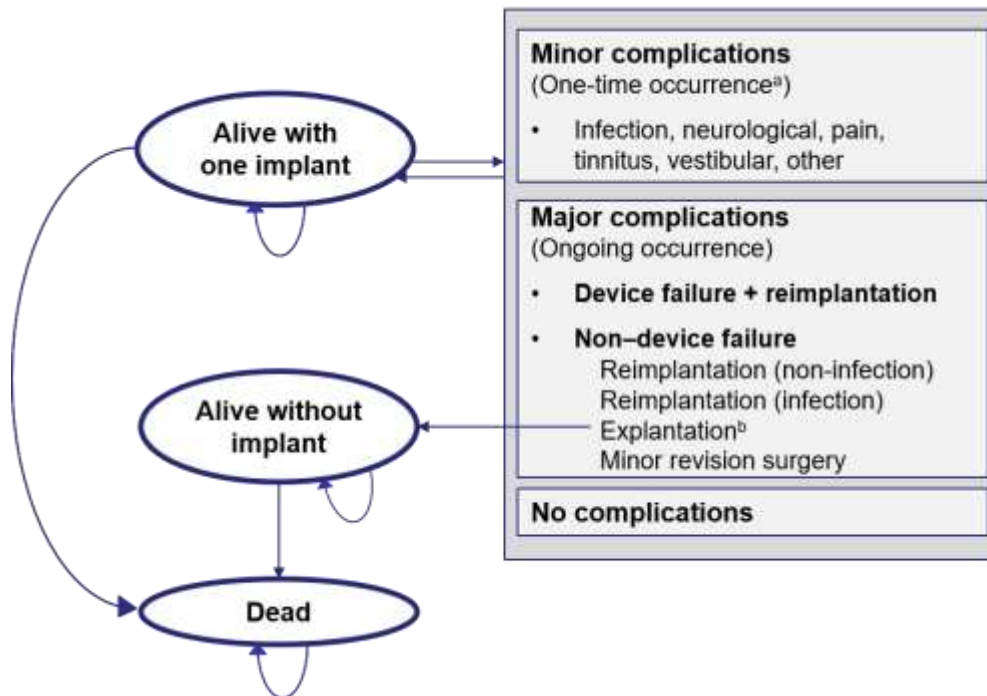 Alive with
one implant
Alive without
implant
Dead
Minor complications
(One-time occurrenceᵃ)
• Infection, neurological, pain,
tinnitus, vestibular, other
Major complications
(Ongoing occurrence)
• Device failure + reimplantation
• Non–device failure
Reimplantation (non-infection)
Reimplantation (infection)
Explantationᵇ
Minor revision surgery
No complications